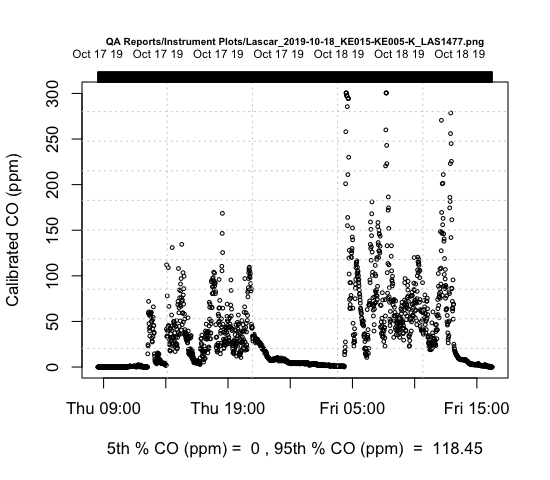 QA Reports/Instrument Plots/Lascar_2019-10-18_KE015-KE005-K_LAS1477.png
Oct 17 19 Oct 17 19 Oct 17 19 Oct 17 19 Oct 18 19 Oct 18 19 Oct 18 19
300
250
200
150
100
50
0
Calibrated CO (ppm)
Thu 09:00 Thu 19:00 Fri 05:00 Fri 15:00
5th % CO (ppm) = 0 , 95th % CO (ppm) = 118.45